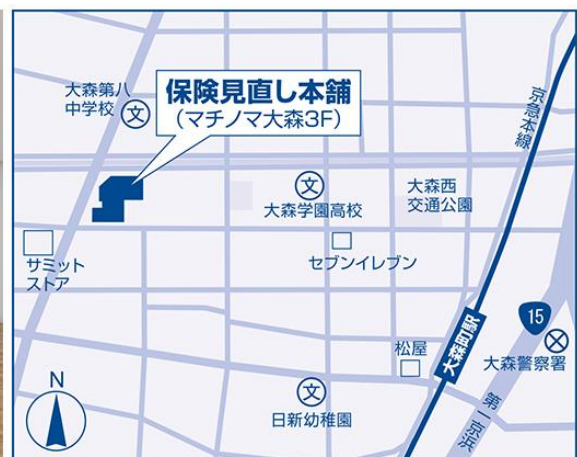 大森第八
中学校
文
保険見直し本舗
(マチノマ大森3F)
京急本線
文
大森学園高校
大森西
交通公園
サミット
ストア
セブンイレブン
15
大森警察署
松屋
大森町駅
第一京浜
N
文
日新幼稚園